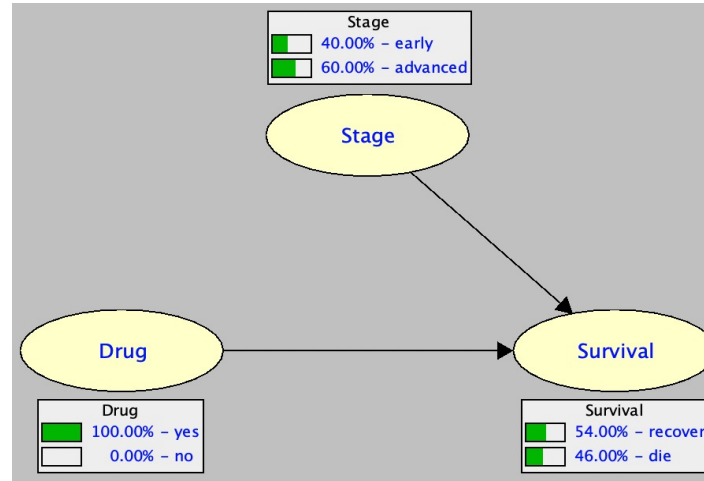 Stage
40.00% – early
60.00% – advanced
Stage
Drug
Survival
Drug
100.00% – yes
0.00% – no
Survival
54.00% – recover
46.00% – die